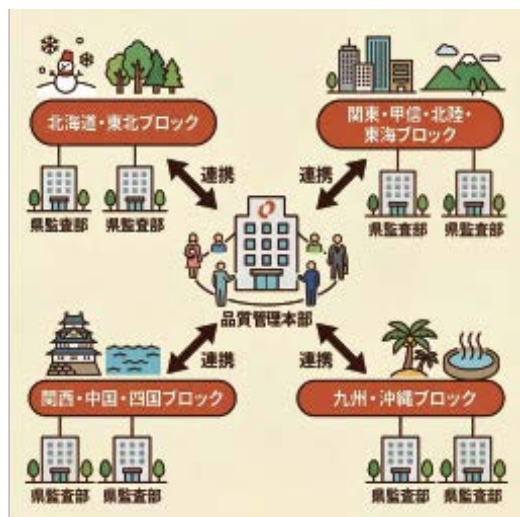 北海道・東北ブロック
関東・甲信・北陸・
東海ブロック
連携
連携
県監査部
県監査部
県監査部
県監査部
品質管理本部
連携
連携
関西・中国・四国ブロック
九州・沖縄ブロック
県監査部
県監査部
県監査部
県監査部